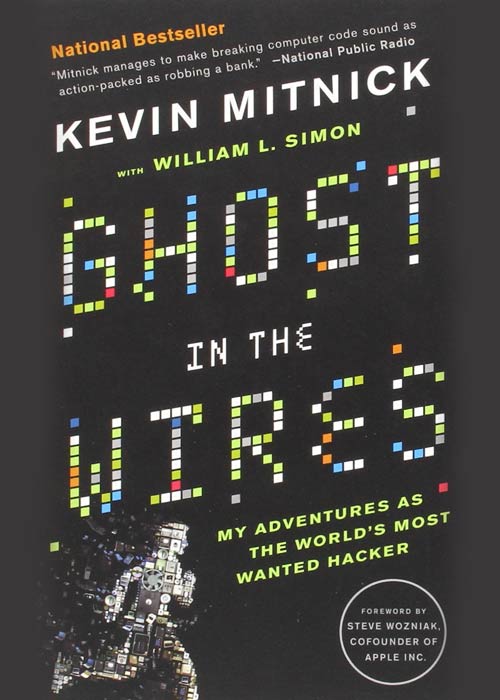 National Bestseller
“Mitnick manages to make breaking computer code sound as
action-packed as robbing a bank.” —National Public Radio
KEVIN MITNICK
WITH WILLIAM L. SIMON
GHOST
IN THE
WIRES
MY ADVENTURES AS
THE WORLD'S MOST
WANTED HACKER
FOREWORD BY
STEVE WOZNIAK,
COFOUNDER OF
APPLE INC.